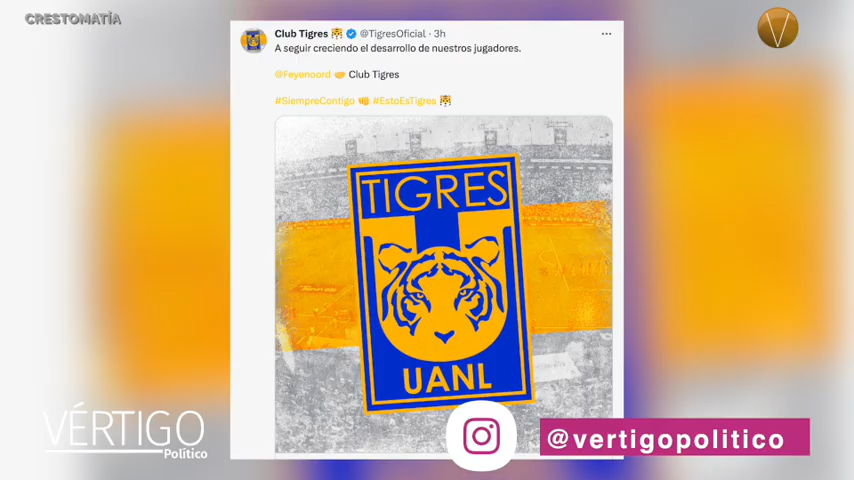 CRESTOMATÍA
V
Club Tigres 🐯 @TigresOficial · 3h
A seguir creciendo el desarrollo de nuestros jugadores.
@Feyenoord 🤝 Club Tigres
#SiempreContigo 👊 #EstoEsTigres 🐯
TIGRES
UANL
VÉRTIGO
Político
@vertigopolitico